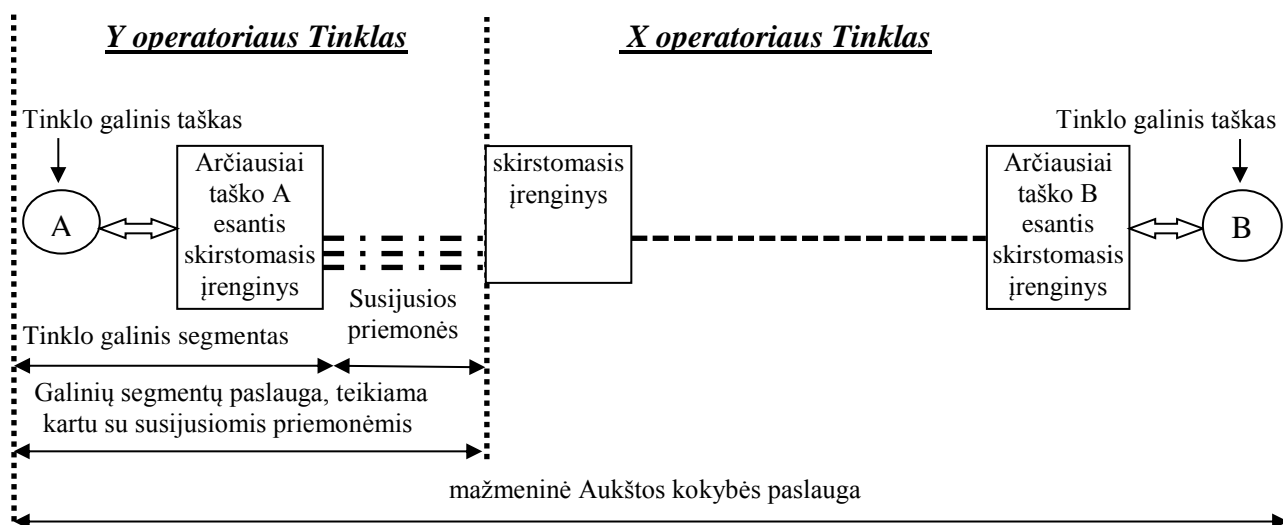 Y operatoriaus Tinklas
X operatoriaus Tinklas
Tinklo galinis taškas
Tinklo galinis taškas
A
Arčiausiai
taško A
esantis
skirstomasis
įrenginys
skirstomasis
įrenginys
Arčiausiai
taško B
esantis
skirstomasis
įrenginys
B
Susijusios
priemonės
Tinklo galinis segmentas
Galinių segmentų paslauga, teikiama
kartu su susijusiomis priemonėmis
mažmeninė Aukštos kokybės paslauga